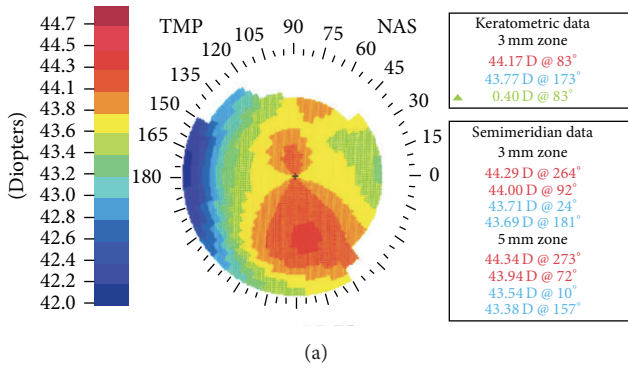 (Diopters)
44.7
44.5
44.3
44.1
43.8
43.6
43.4
43.2
43.0
42.8
42.6
42.4
42.2
42.0
TMP
NAS
180
165
150
135
120
105
90
75
60
45
30
15
0
Keratometric data
3 mm zone
44.17 D @ 83°
43.77 D @ 173°
0.40 D @ 83°
Semimeridian data
3 mm zone
44.29 D @ 264°
44.00 D @ 92°
43.71 D @ 24°
43.69 D @ 181°
5 mm zone
44.34 D @ 273°
43.94 D @ 72°
43.54 D @ 10°
43.38 D @ 157°
(a)